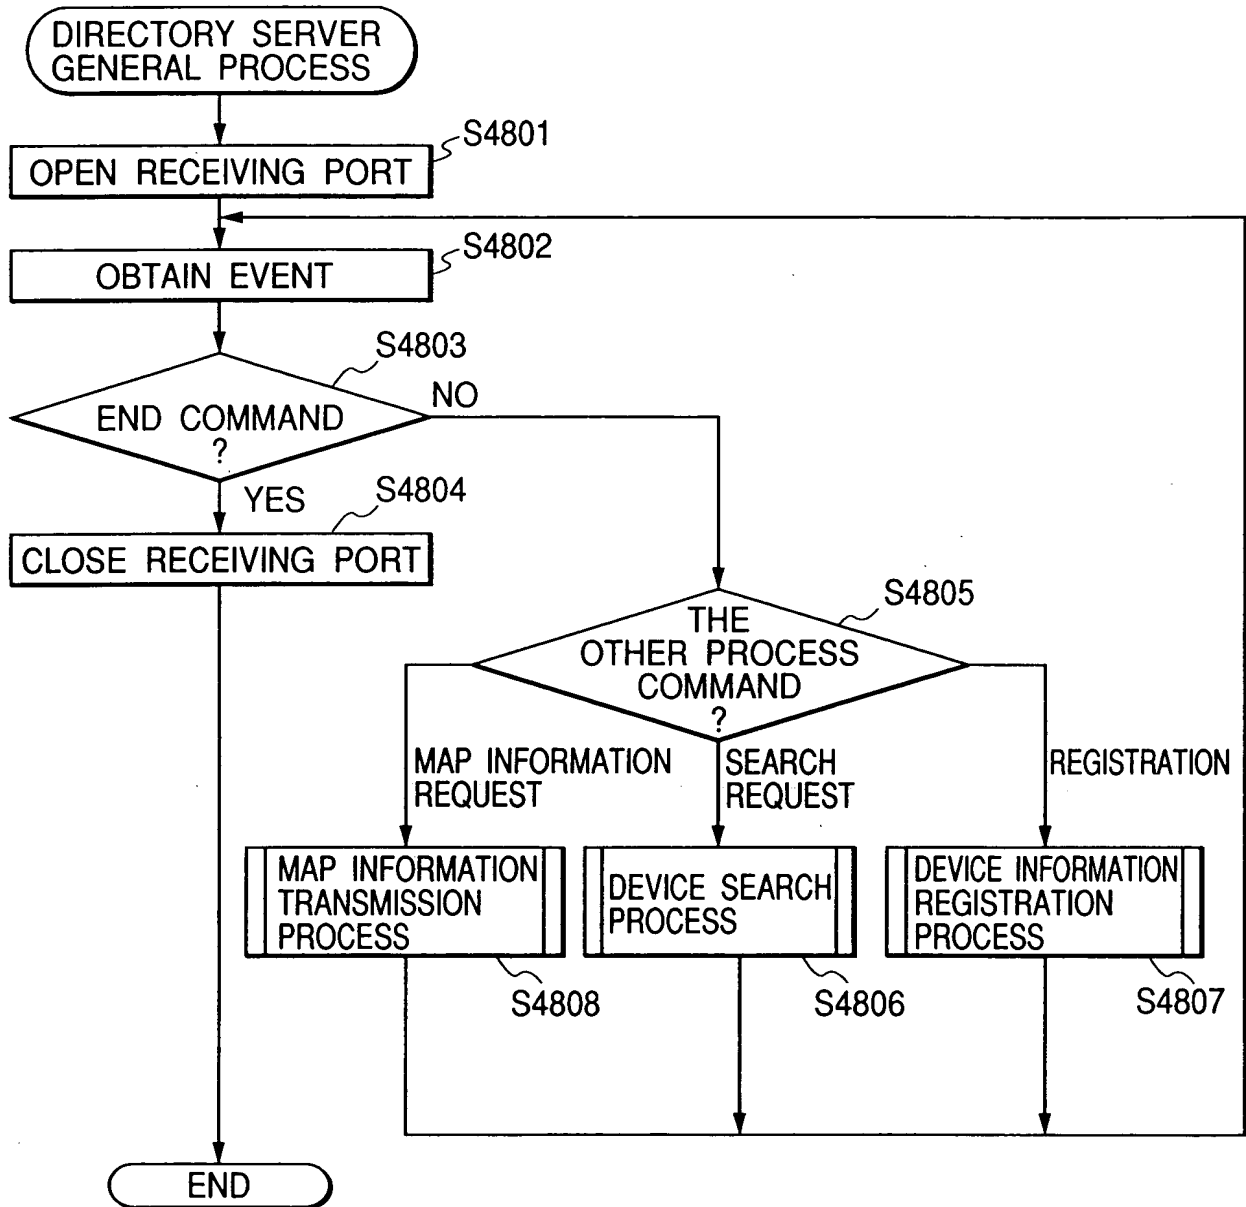 DIRECTORY SERVER
GENERAL PROCESS
S4801
OPEN RECEIVING PORT
S4802
OBTAIN EVENT
S4803
END COMMAND
?
NO
YES
S4804
CLOSE RECEIVING PORT
S4805
THE
OTHER PROCESS
COMMAND
?
MAP INFORMATION
REQUEST
SEARCH
REQUEST
REGISTRATION
MAP INFORMATION
TRANSMISSION
PROCESS
DEVICE SEARCH
PROCESS
DEVICE INFORMATION
REGISTRATION
PROCESS
S4808
S4806
S4807
END